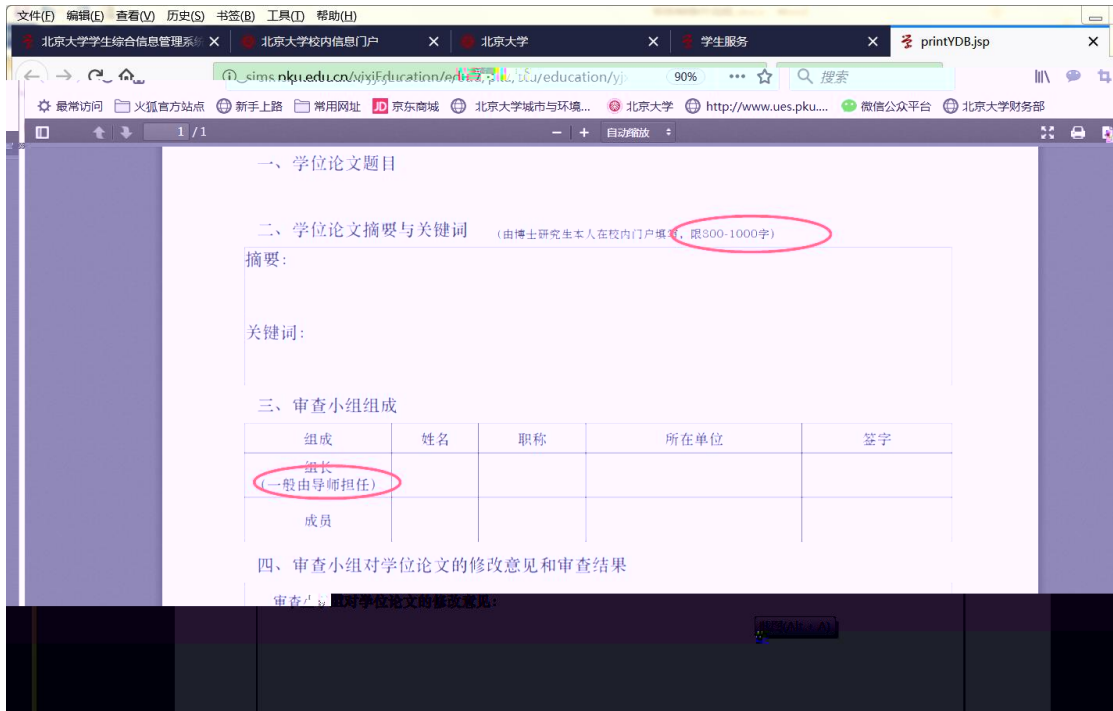 文件(F) 编辑(E) 查看(V) 历史(S) 书签(B) 工具(T) 帮助(H)
北京大学学生综合信息管理系统 北京大学校内信息门户 北京大学 学生服务 printYDB.jsp
90% 搜索
最常访问 火狐官方站点 新手上路 常用网址 JD 京东商城 北京大学城市与环境... 北京大学 http://www.ues.pku.... 微信公众平台 北京大学财务部
1 / 1 自动缩放
一、学位论文题目
二、学位论文摘要与关键词 (由博士研究生本人在校内门户填写，限800-1000字)
摘要:
关键词:
三、审查小组组成
组成 姓名 职称 所在单位 签字
组长
(一般由导师担任)
成员
四、审查小组对学位论文的修改意见和审查结果
审查小组对学位论文的修改意见: